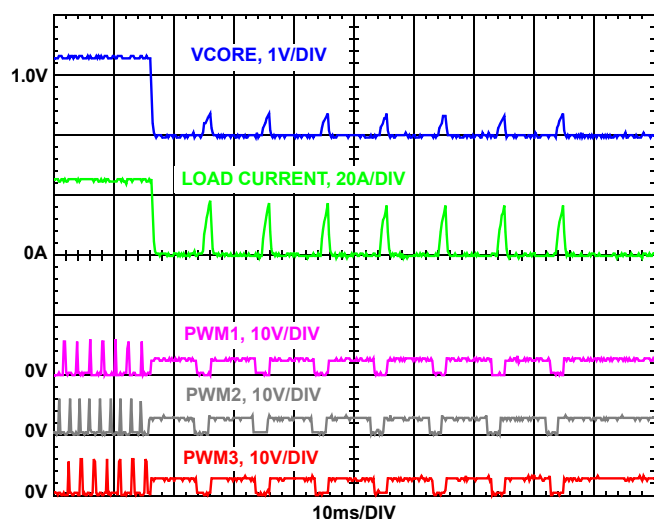 VCORE, 1V/DIV
1.0V
LOAD CURRENT, 20A/DIV
0A
PWM1, 10V/DIV
0V
PWM2, 10V/DIV
0V
PWM3, 10V/DIV
0V
10ms/DIV